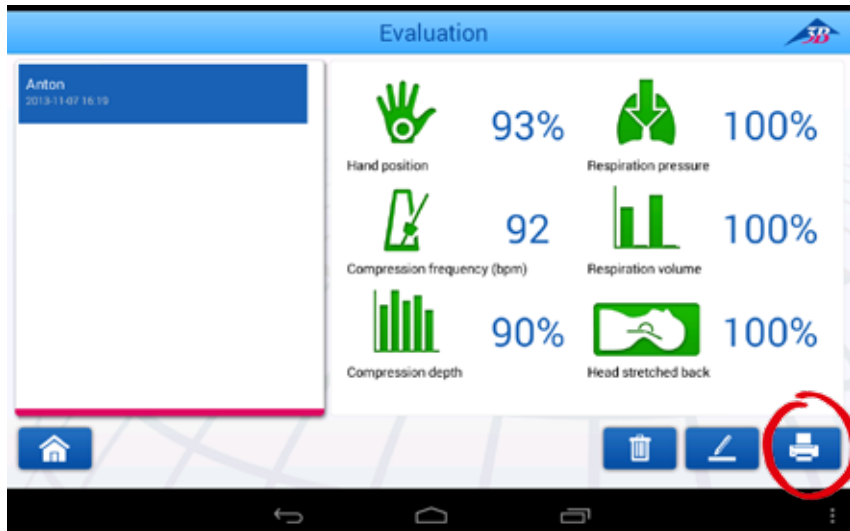 Evaluation
3B
Anton
2013-11-07 16:19
93%
Hand position
100%
Respiration pressure
92
Compression frequency (bpm)
100%
Respiration volume
90%
Compression depth
100%
Head stretched back